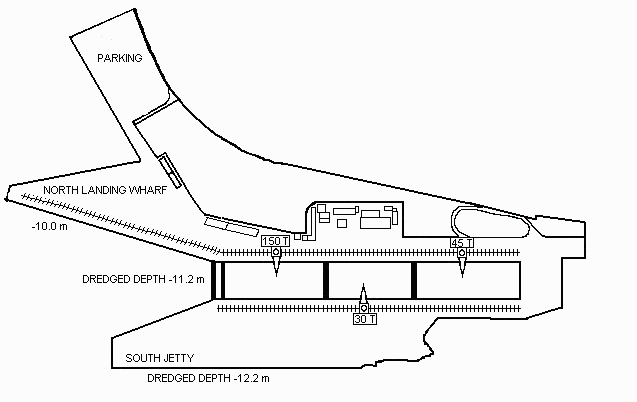 PARKING
NORTH LANDING WHARF
-10.0 m
150 T
45 T
DREDGED DEPTH -11.2 m
30 T
SOUTH JETTY
DREDGED DEPTH -12.2 m